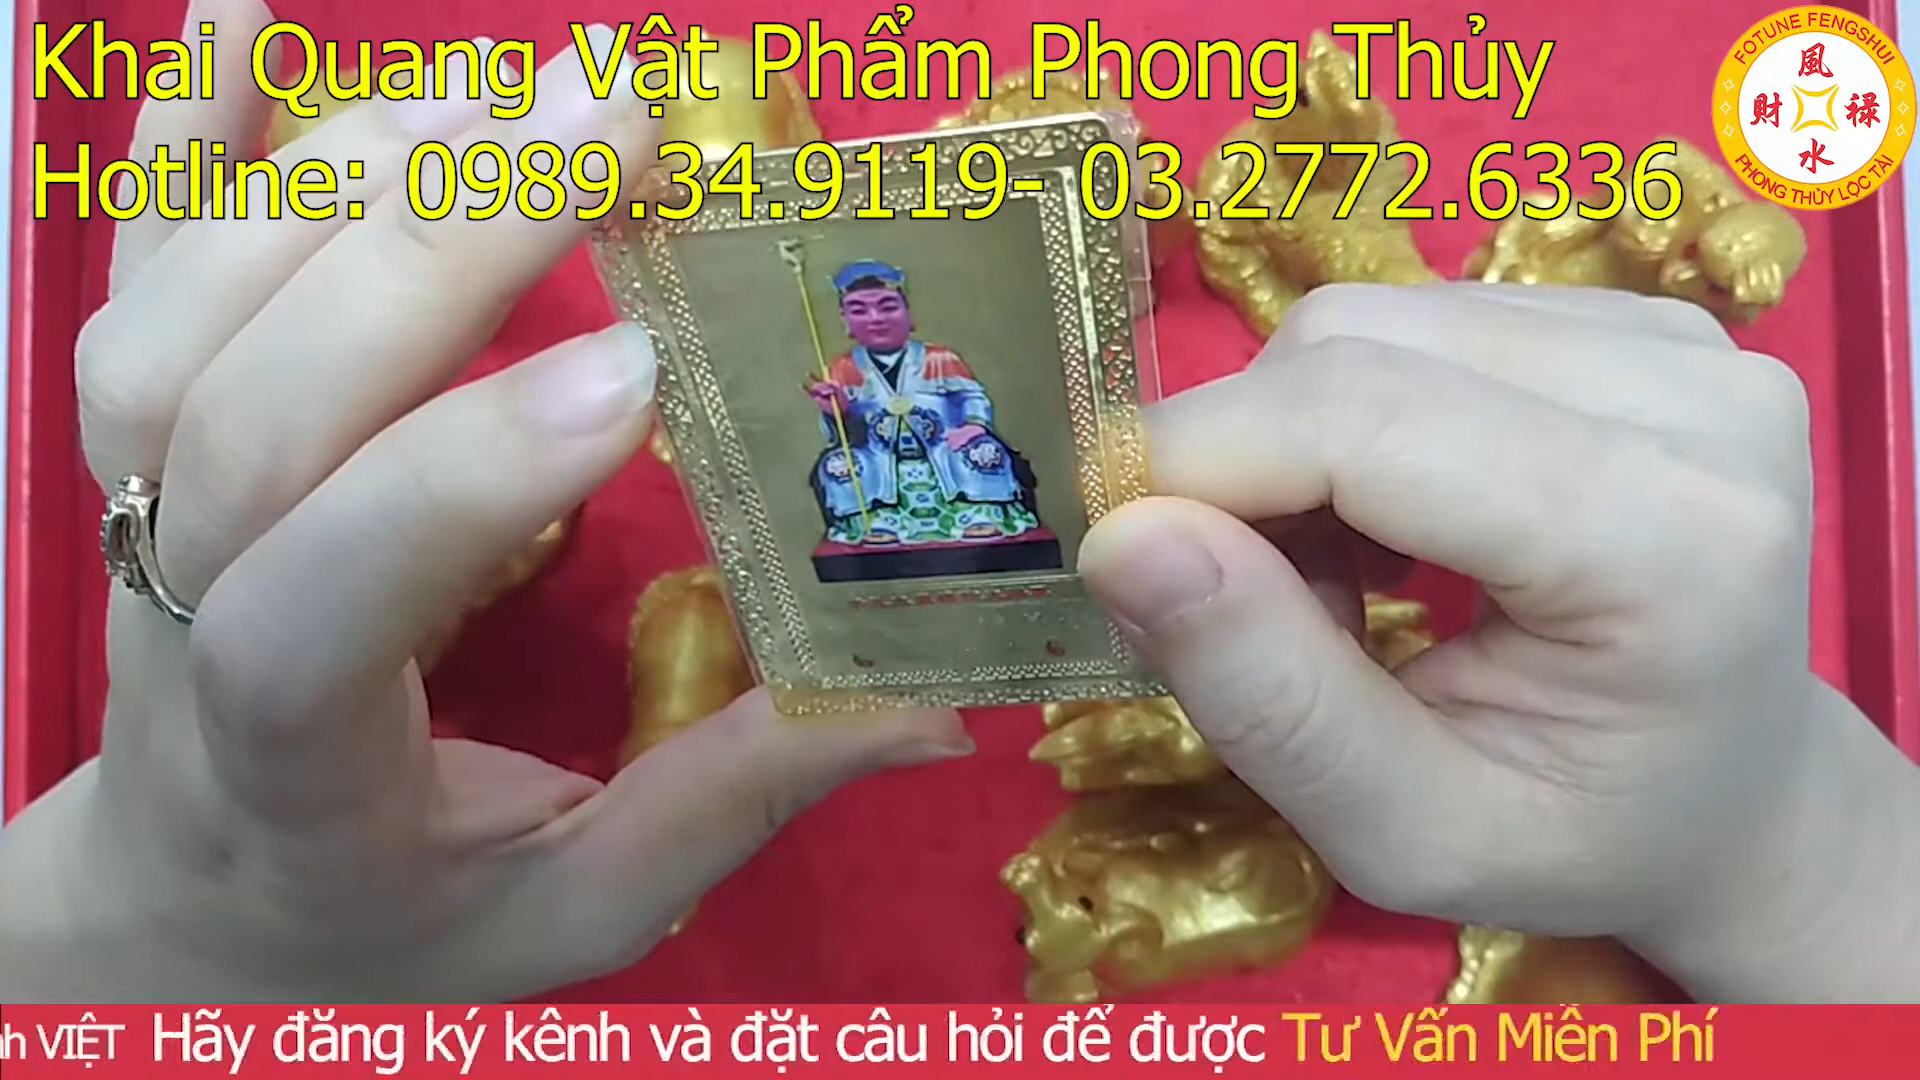 Khai Quang Vật Phẩm Phong Thủy
Hotline: 0989.34.9119- 03.2772.6336
FOTUNE FENGSHUI
風
財 禄
水
PHONG THỦY LỘC TÀI
VIỆT Hãy đăng ký kênh và đặt câu hỏi để được Tư Vấn Miễn Phí